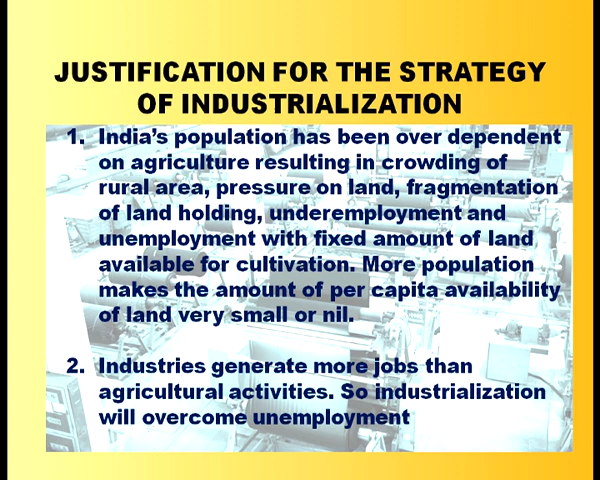 JUSTIFICATION FOR THE STRATEGY
OF INDUSTRIALIZATION
1. India's population has been over dependent
on agriculture resulting in crowding of
rural area, pressure on land, fragmentation
of land holding, underemployment and
unemployment with fixed amount of land
available for cultivation. More population
makes the amount of per capita availability
of land very small or nil.
2. Industries generate more jobs than
agricultural activities. So industrialization
will overcome unemployment